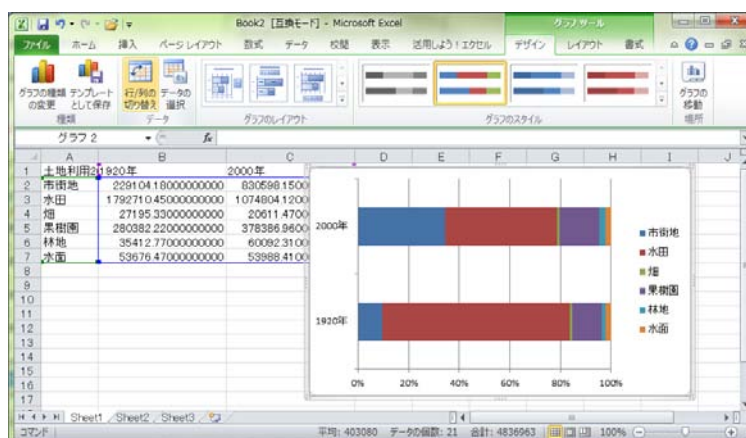 Book2 [互換モード] - Microsoft Excel
グラフ ツール
ファイル ホーム 挿入 ページレイアウト 数式 データ 校閲 表示 活用しよう!エクセル デザイン レイアウト 書式
グラフの種類の変更 テンプレートとして保存 行/列の切り替え データの選択 グラフの移動
種類 データ グラフのレイアウト グラフのスタイル 場所
グラフ 2 fx
A B C D E F G H I J
1 土地利用2 1920年 2000年
2 市街地 229104.18000000000 830598.1500
3 水田 1792710.45000000000 1074804.1200
4 畑 27195.33000000000 20611.4700
5 果樹園 280382.22000000000 378386.9600
6 林地 35412.77000000000 60092.3100
7 水面 53676.47000000000 53988.4100
8
9
10
11
12
13
14
15
16
17
2000年
1920年
0% 20% 40% 60% 80% 100%
市街地
水田
畑
果樹園
林地
水面
Sheet1 Sheet2 Sheet3
コマンド 平均: 403080 データの個数: 21 合計: 4836963 100%